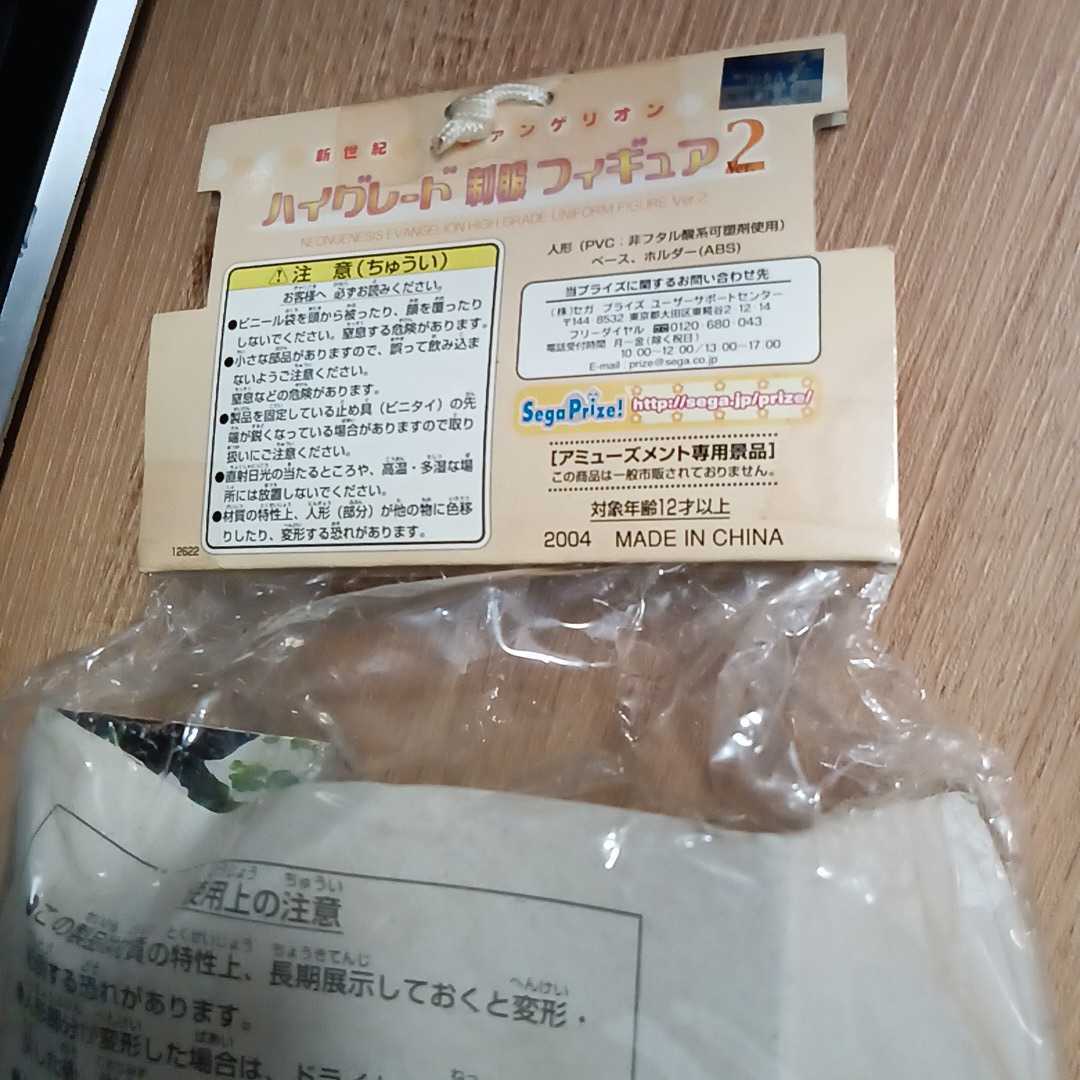 新世紀 アンゲリオン
ハイグレード 制服 フィギュア2
NEONGENESIS EVANGELION HIGH GRADE UNIFORM FIGURE Ver.2
人形(PVC:非フタル酸系可塑剤使用)
ベース、ホルダー(ABS)
注 意(ちゅうい)
お客様へ 必ずお読みください。
●ビニール袋を頭から被ったり、顔を覆ったり
しないでください。窒息する危険があります。
●小さな部品がありますので、誤って飲み込ま
ないようご注意ください。
窒息などの危険があります。
●製品を固定している止め具(ビニタイ)の先
端が鋭くなっている場合がありますので取り
扱いにご注意ください。
●直射日光の当たるところや、高温・多湿な場
所には放置しないでください。
●材質の特性上、人形(部分)が他の物に色移
りしたり、変形する恐れがあります。
12622
当プライズに関するお問い合わせ先
(株)セガ プライズ ユーザーサポートセンター
〒144-8532 東京都大田区東糀谷2-12-14
フリーダイヤル 0120-680-043
電話受付時間 月~金(除く祝日)
10:00~12:00/13:00~17:00
E-mail:prize@sega.co.jp
Sega Prize! http://sega.jp/prize/
[アミューズメント専用景品]
この商品は一般市販されておりません。
対象年齢12才以上
2004 MADE IN CHINA
用上の注意
●この製品 質の特性上、長期展示しておくと変形・
する恐れがあります。
部分が変形した場合は、ドライ